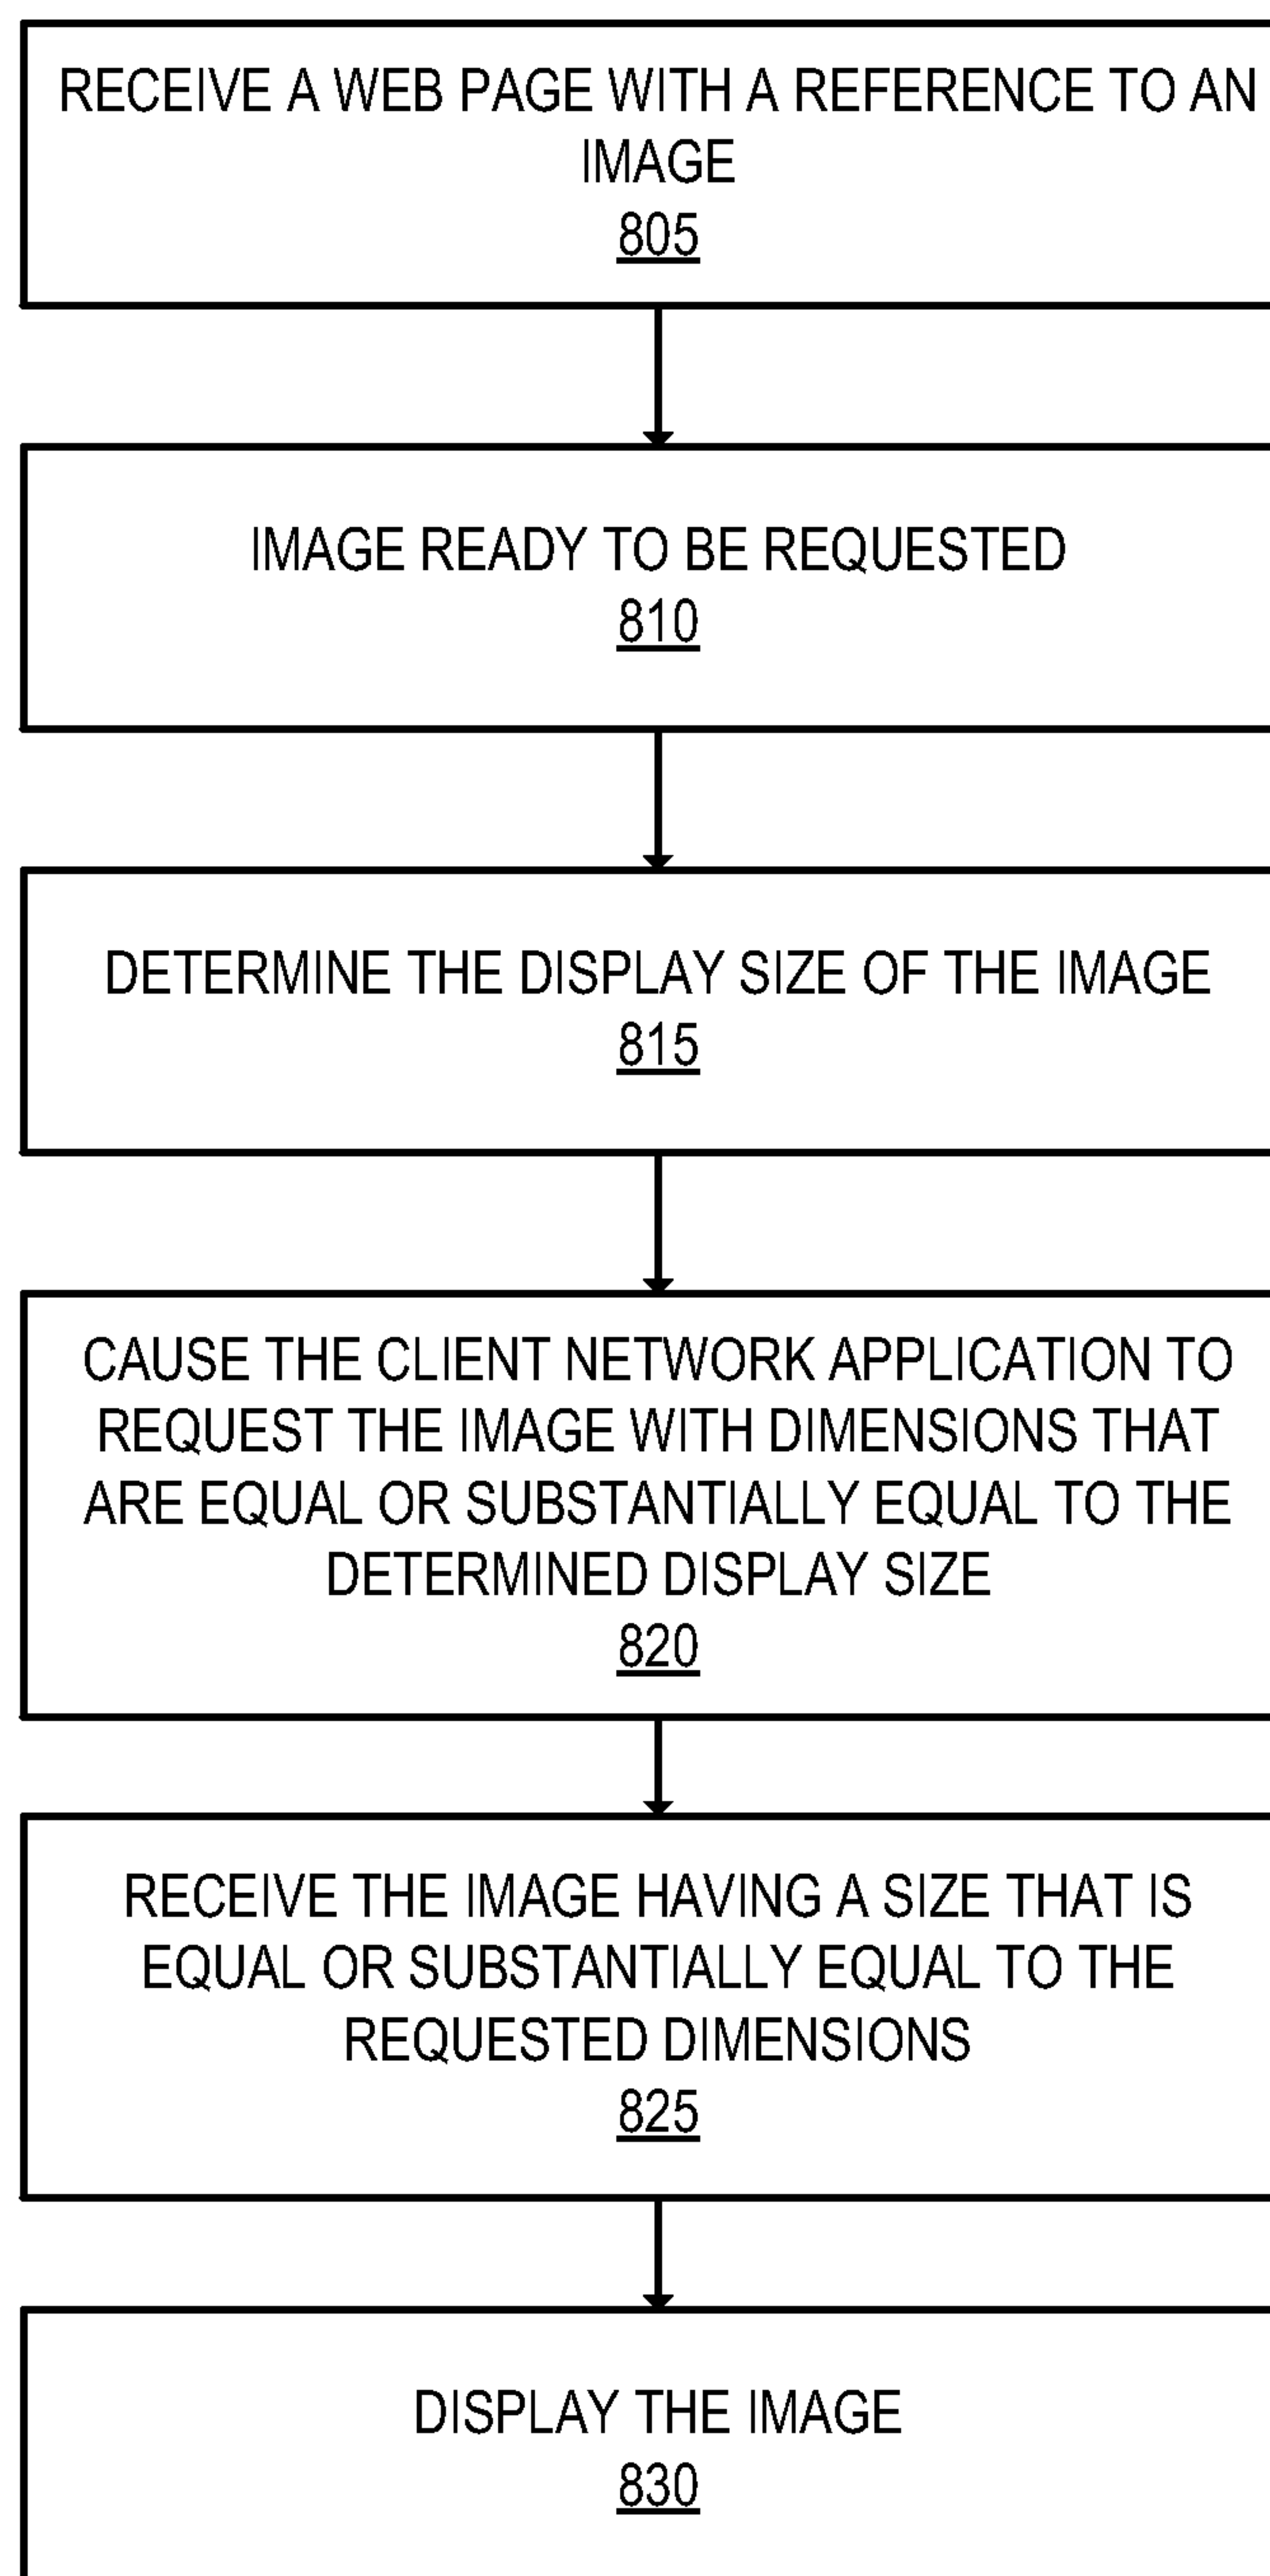 RECEIVE A WEB PAGE WITH A REFERENCE TO AN
IMAGE
805
IMAGE READY TO BE REQUESTED
810
DETERMINE THE DISPLAY SIZE OF THE IMAGE
815
CAUSE THE CLIENT NETWORK APPLICATION TO
REQUEST THE IMAGE WITH DIMENSIONS THAT
ARE EQUAL OR SUBSTANTIALLY EQUAL TO THE
DETERMINED DISPLAY SIZE
820
RECEIVE THE IMAGE HAVING A SIZE THAT IS
EQUAL OR SUBSTANTIALLY EQUAL TO THE
REQUESTED DIMENSIONS
825
DISPLAY THE IMAGE
830